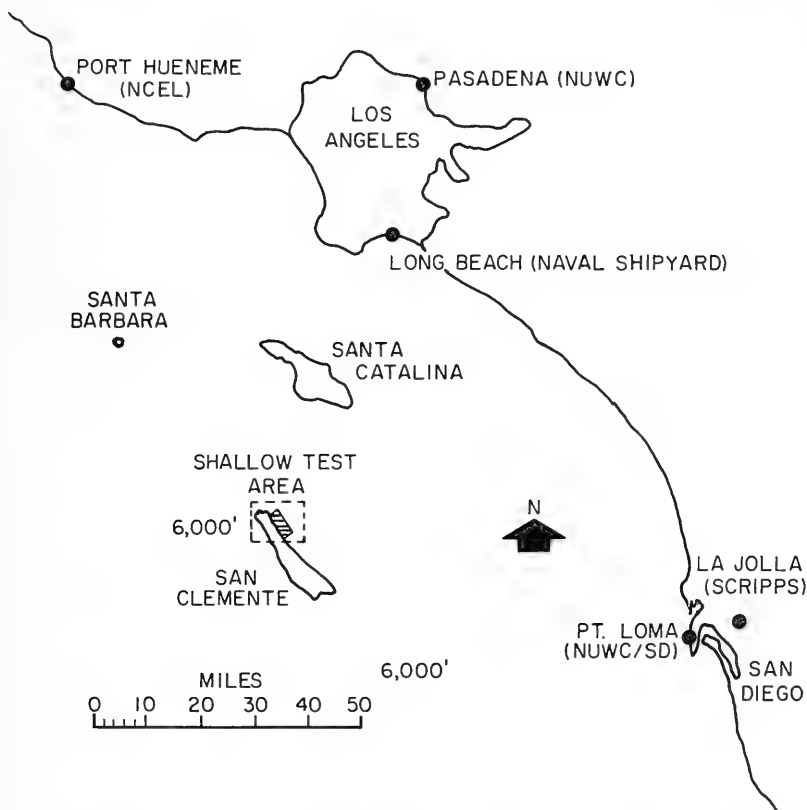 PORT HUENEME
(NCEL)
PASADENA (NUWC)
LOS
ANGELES
LONG BEACH (NAVAL SHIPYARD)
SANTA
BARBARA
SANTA
CATALINA
SHALLOW TEST
AREA
6,000'
SAN
CLEMENTE
N
LA JOLLA
(SCRIPPS)
PT. LOMA
(NUWC/SD)
SAN
DIEGO
6,000'
MILES
0 10 20 30 40 50